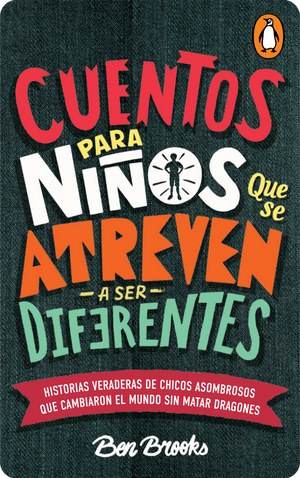 CUENTOS
PARA
NIÑOS
Que se
ATREVEN
A SER
DIFERENTES
HISTORIAS VERADERAS DE CHICOS ASOMBROSOS
QUE CAMBIARON EL MUNDO SIN MATAR DRAGONES
Ben Brooks